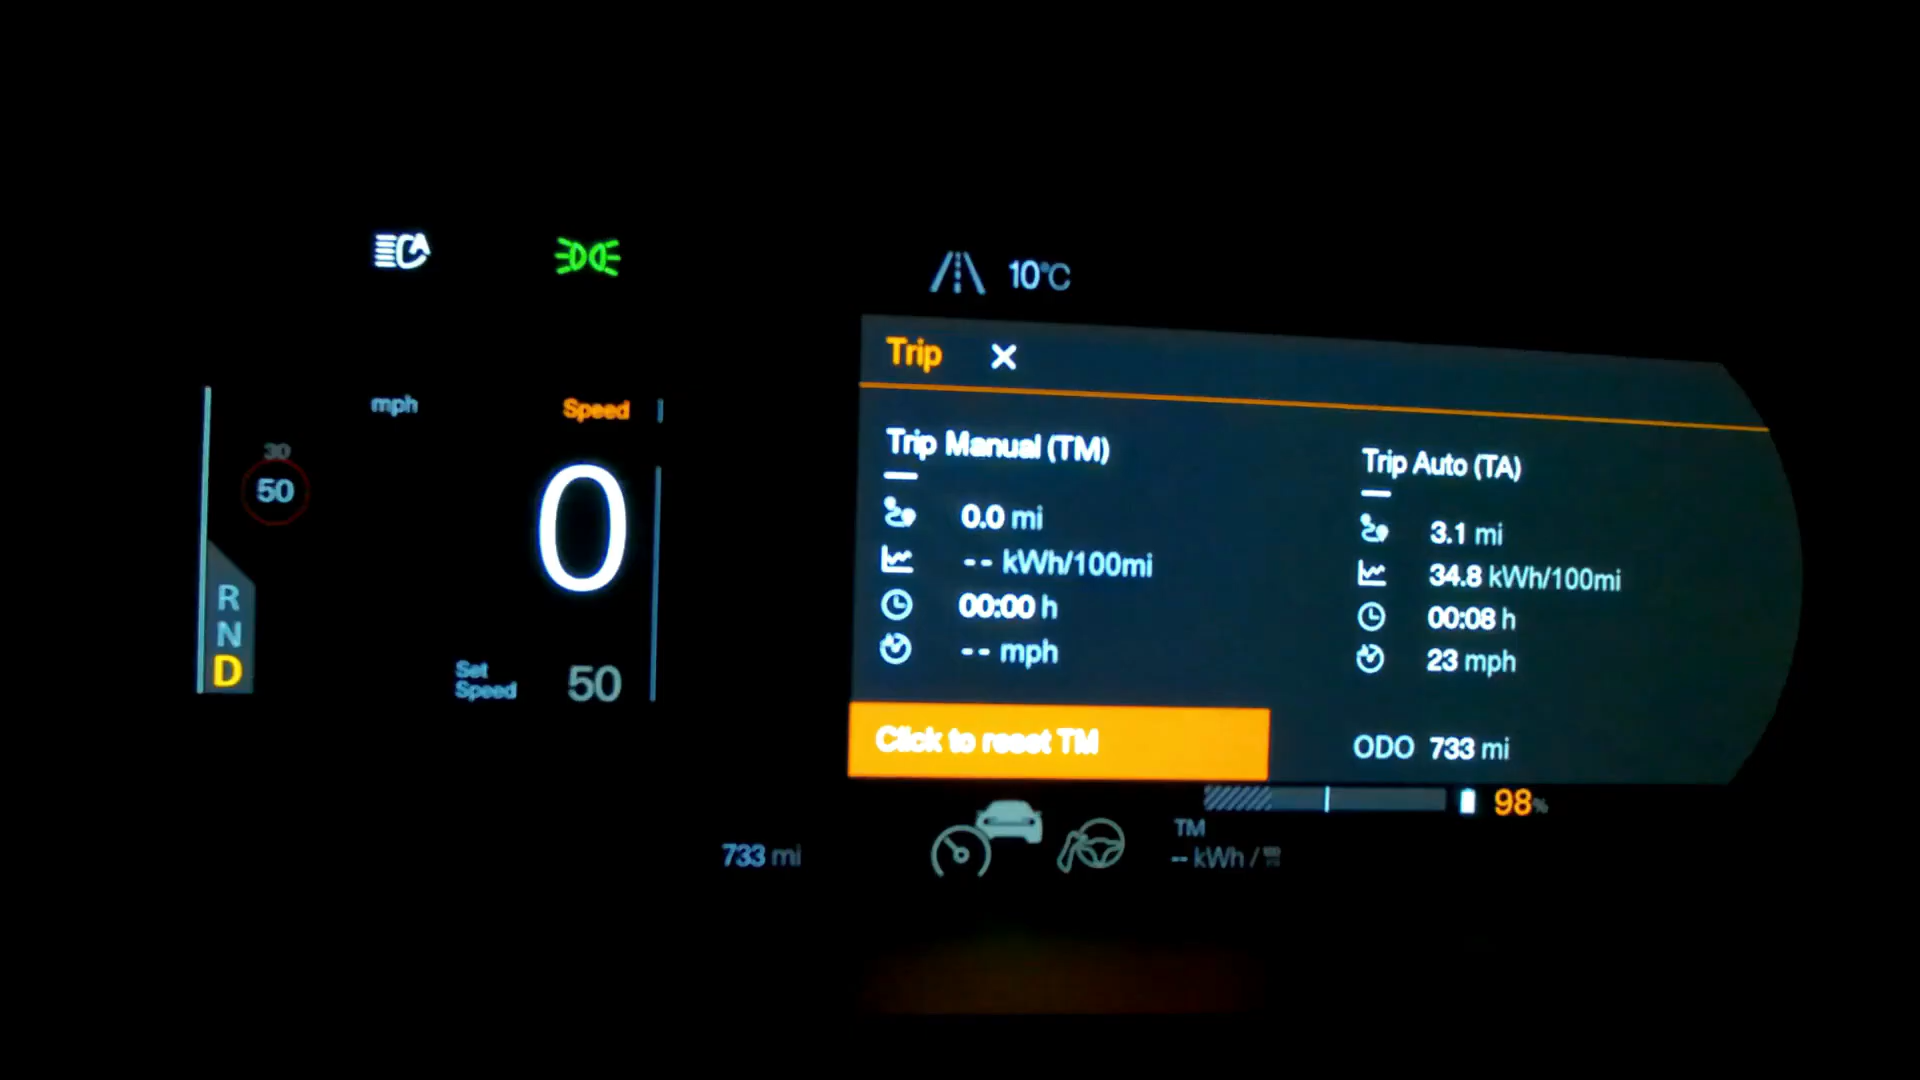 10°C
Trip
mph
Speed
30
50
0
R
N
D
Set
Speed
50
Trip Manual (TM)
0.0 mi
-- kWh/100mi
00:00 h
-- mph
Click to reset TM
Trip Auto (TA)
3.1 mi
34.8 kWh/100mi
00:08 h
23 mph
ODO 733 mi
98%
733 mi
TM
-- kWh /